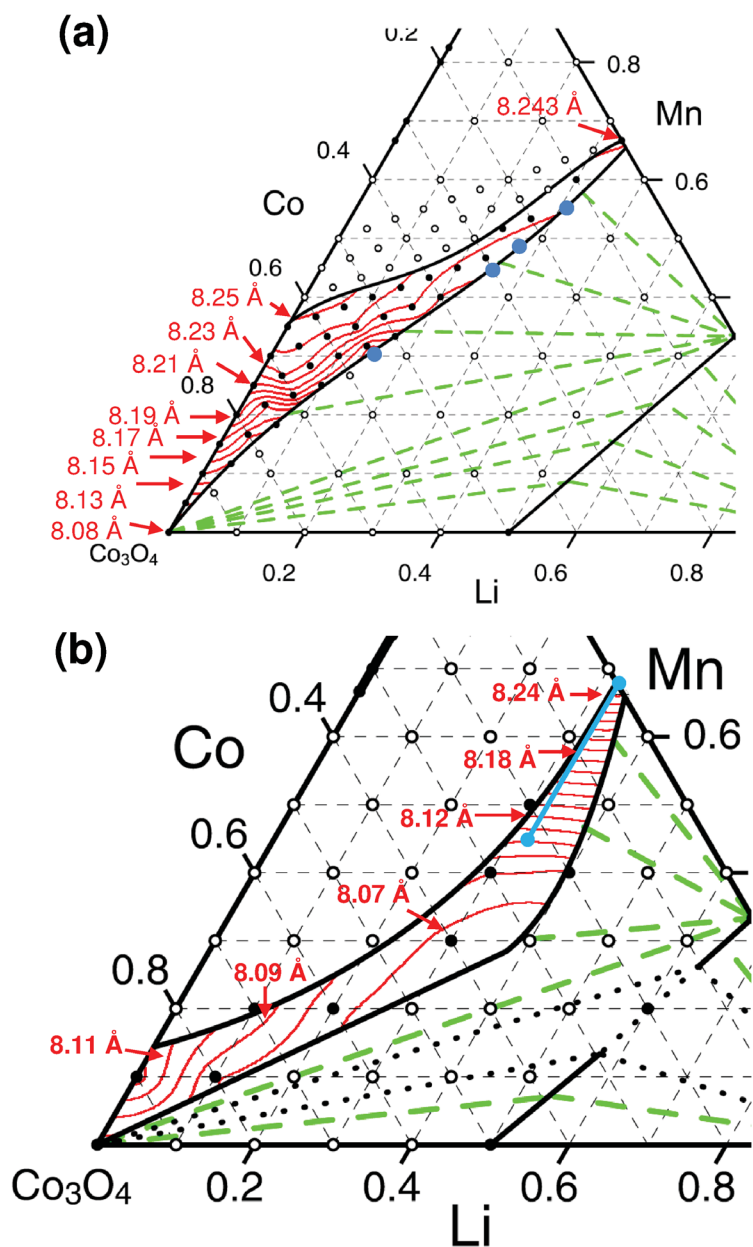 (a)
0.2
0.8
8.243 Å
Mn
0.4
0.6
Co
0.6
8.25 Å
8.23 Å
8.21 Å
0.8
8.19 Å
8.17 Å
8.15 Å
8.13 Å
8.08 Å
Co3O4
0.2
0.4
0.6
0.8
Li
(b)
8.24 Å
Mn
0.4
Co
8.18 Å
0.6
8.12 Å
0.6
8.07 Å
0.8
8.09 Å
8.11 Å
Co3O4
0.2
0.4
0.6
0.8
Li